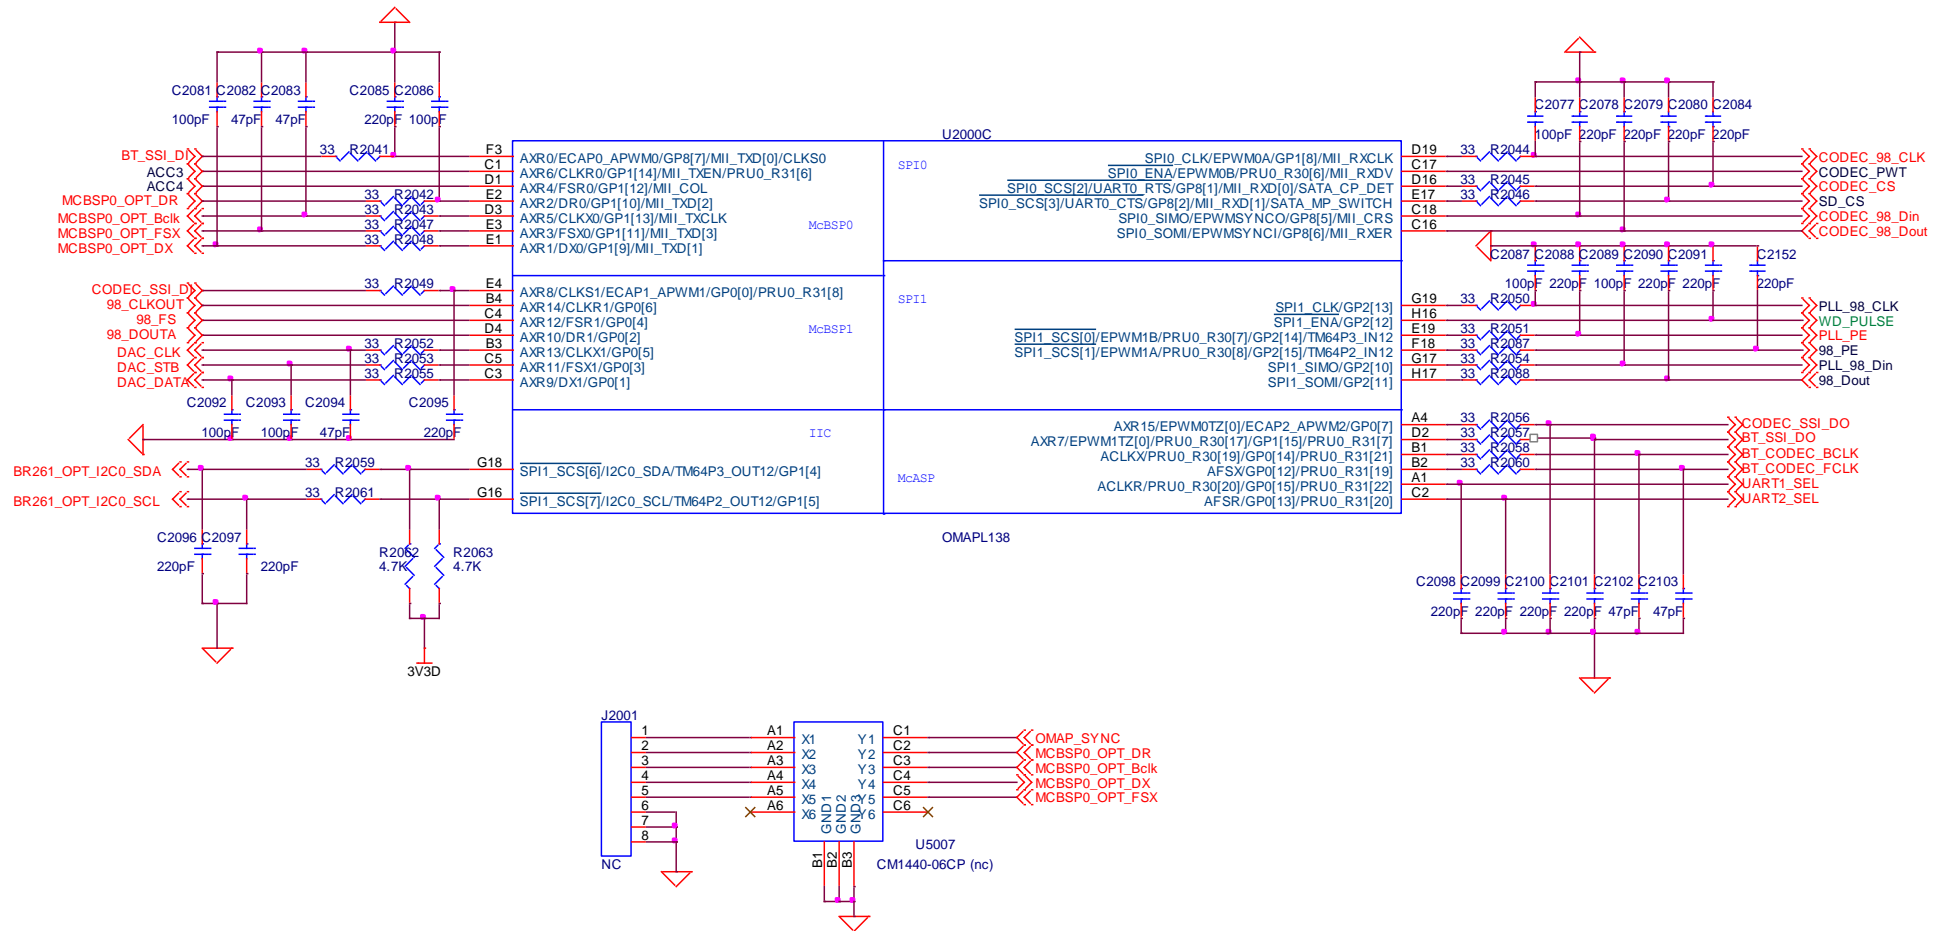 C2081 C2082 C2083 C2085 C2086
100pF 47pF 47pF 220pF 100pF
C2077 C2078 C2079 C2080 C2084
100pF 220pF 220pF 220pF 220pF
U2000C
BT_SSI_DI 33 R2041 F3 AXR0/ECAP0_APWM0/GP8[7]/MII_TXD[0]/CLKS0
ACC3 C1 AXR6/CLKR0/GP1[14]/MII_TXEN/PRU0_R31[6]
ACC4 D1 AXR4/FSR0/GP1[12]/MII_COL
MCBSP0_OPT_DR 33 R2042 E2 AXR2/DR0/GP1[10]/MII_TXD[2]
MCBSP0_OPT_Bclk 33 R2043 D3 AXR5/CLKX0/GP1[13]/MII_TXCLK
MCBSP0_OPT_FSX 33 R2047 E3 AXR3/FSX0/GP1[11]/MII_TXD[3]
MCBSP0_OPT_DX 33 R2048 E1 AXR1/DX0/GP1[9]/MII_TXD[1]
McBSP0
SPI0
SPI0_CLK/EPWM0A/GP1[8]/MII_RXCLK D19 33 R2044 CODEC_98_CLK
SPI0_ENA/EPWM0B/PRU0_R30[6]/MII_RXDV C17 CODEC_PWT
SPI0_SCS[2]/UART0_RTS/GP8[1]/MII_RXD[0]/SATA_CP_DET D16 33 R2045 CODEC_CS
SPI0_SCS[3]/UART0_CTS/GP8[2]/MII_RXD[1]/SATA_MP_SWITCH E17 33 R2046 SD_CS
SPI0_SIMO/EPWMSYNCO/GP8[5]/MII_CRS C18 CODEC_98_Din
SPI0_SOMI/EPWMSYNCI/GP8[6]/MII_RXER C16 CODEC_98_Dout
C2087 C2088 C2089 C2090 C2091 C2152
100pF 220pF 100pF 220pF 220pF 220pF
CODEC_SSI_DI 33 R2049 E4 AXR8/CLKS1/ECAP1_APWM1/GP0[0]/PRU0_R31[8]
98_CLKOUT B4 AXR14/CLKR1/GP0[6]
98_FS C4 AXR12/FSR1/GP0[4]
98_DOUTA D4 AXR10/DR1/GP0[2]
DAC_CLK 33 R2052 B3 AXR13/CLKX1/GP0[5]
DAC_STB 33 R2053 C5 AXR11/FSX1/GP0[3]
DAC_DATA 33 R2055 C3 AXR9/DX1/GP0[1]
McBSP1
SPI1
SPI1_CLK/GP2[13] G19 33 R2050 PLL_98_CLK
SPI1_ENA/GP2[12] H16 WD_PULSE
SPI1_SCS[0]/EPWM1B/PRU0_R30[7]/GP2[14]/TM64P3_IN12 E19 33 R2051 PLL_PE
SPI1_SCS[1]/EPWM1A/PRU0_R30[8]/GP2[15]/TM64P2_IN12 F18 33 R2087 98_PE
SPI1_SIMO/GP2[10] G17 33 R2054 PLL_98_Din
SPI1_SOMI/GP2[11] H17 33 R2088 98_Dout
C2092 C2093 C2094 C2095
100pF 100pF 47pF 220pF
IIC
BR261_OPT_I2C0_SDA 33 R2059 G18 SPI1_SCS[6]/I2C0_SDA/TM64P3_OUT12/GP1[4]
BR261_OPT_I2C0_SCL 33 R2061 G16 SPI1_SCS[7]/I2C0_SCL/TM64P2_OUT12/GP1[5]
McASP
AXR15/EPWM0TZ[0]/ECAP2_APWM2/GP0[7] A4 33 R2056 CODEC_SSI_DO
AXR7/EPWM1TZ[0]/PRU0_R30[17]/GP1[15]/PRU0_R31[7] D2 33 R2057 BT_SSI_DO
ACLKX/PRU0_R30[19]/GP0[14]/PRU0_R31[21] B1 33 R2058 BT_CODEC_BCLK
AFSX/GP0[12]/PRU0_R31[19] B2 33 R2060 BT_CODEC_FCLK
ACLKR/PRU0_R30[20]/GP0[15]/PRU0_R31[22] A1 UART1_SEL
AFSR/GP0[13]/PRU0_R31[20] C2 UART2_SEL
OMAPL138
C2096 C2097
220pF 220pF
R2062 R2063
4.7K 4.7K
3V3D
C2098 C2099 C2100 C2101 C2102 C2103
220pF 220pF 220pF 220pF 47pF 47pF
J2001
1 A1 X1 Y1 C1 OMAP_SYNC
2 A2 X2 Y2 C2 MCBSP0_OPT_DR
3 A3 X3 Y3 C3 MCBSP0_OPT_Bclk
4 A4 X4 Y4 C4 MCBSP0_OPT_DX
5 A5 X5 Y5 C5 MCBSP0_OPT_FSX
6 A6 X6 Y6 C6
7
8
GND1 GND2 GND3
B1 B2 B3
NC
U5007
CM1440-06CP (nc)